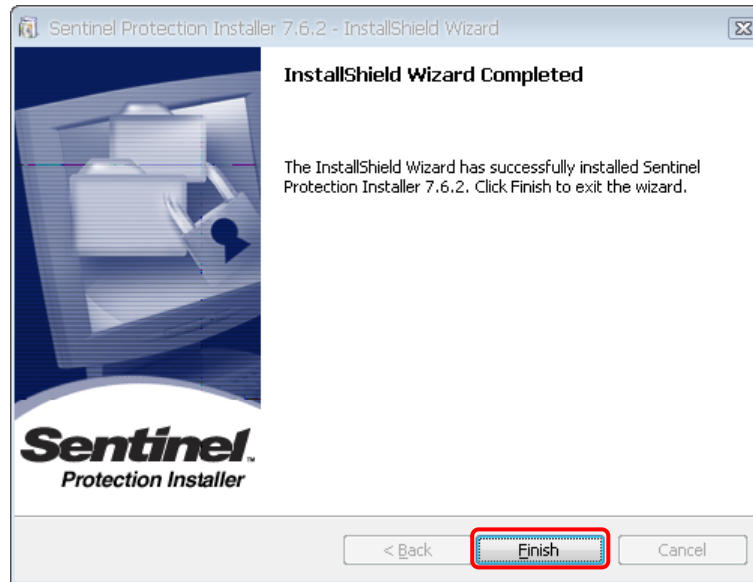 Sentinel Protection Installer 7.6.2 - InstallShield Wizard
InstallShield Wizard Completed
The InstallShield Wizard has successfully installed Sentinel
Protection Installer 7.6.2. Click Finish to exit the wizard.
Sentinel™
Protection Installer
< Back
Finish
Cancel